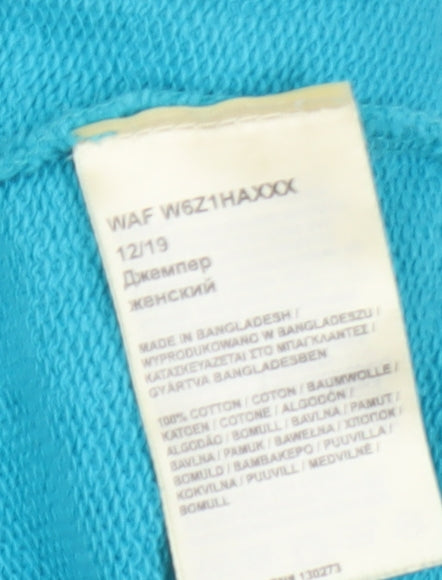 WAF W6Z1HAXXX
12/19
Джемпер
женский
MADE IN BANGLADESH /
WYPRODUKOWANO W BANGLADESZU /
ΚΑΤΑΣΚΕΥΑΖΕΤΑΙ ΣΤΟ ΜΠΑΓΚΛΑΝΤΕΣ /
GYÁRTVA BANGLADESBEN
100% COTTON / COTON / BAUMWOLLE /
KATOEN / COTONE / ALGODÓN /
ALGODÃO / BOMULL / BAVLNA / PAMUT /
BAVLNA / PAMUK / BAWEŁNA / ХЛОПОК /
BOMULD / ΒΑΜΒΑΚΕΡΟ / PUUVILLA /
KOKVILNA / PUUVILL / MEDVILNĖ /
BOMULL
130273